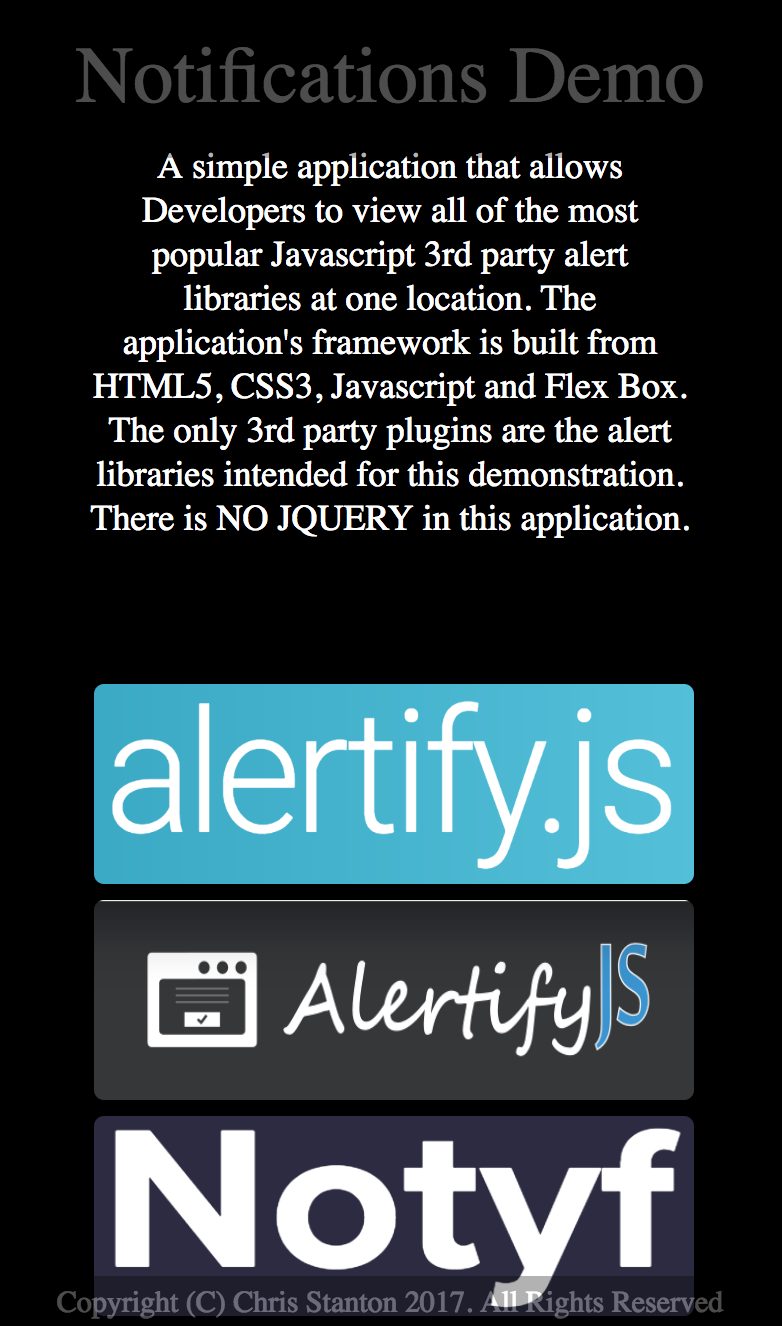 Notifications Demo
A simple application that allows
Developers to view all of the most
popular Javascript 3rd party alert
libraries at one location. The
application's framework is built from
HTML5, CSS3, Javascript and Flex Box.
The only 3rd party plugins are the alert
libraries intended for this demonstration.
There is NO JQUERY in this application.
alertify.js
AlertifyJS
Notyf
Copyright (C) Chris Stanton 2017. All Rights Reserved